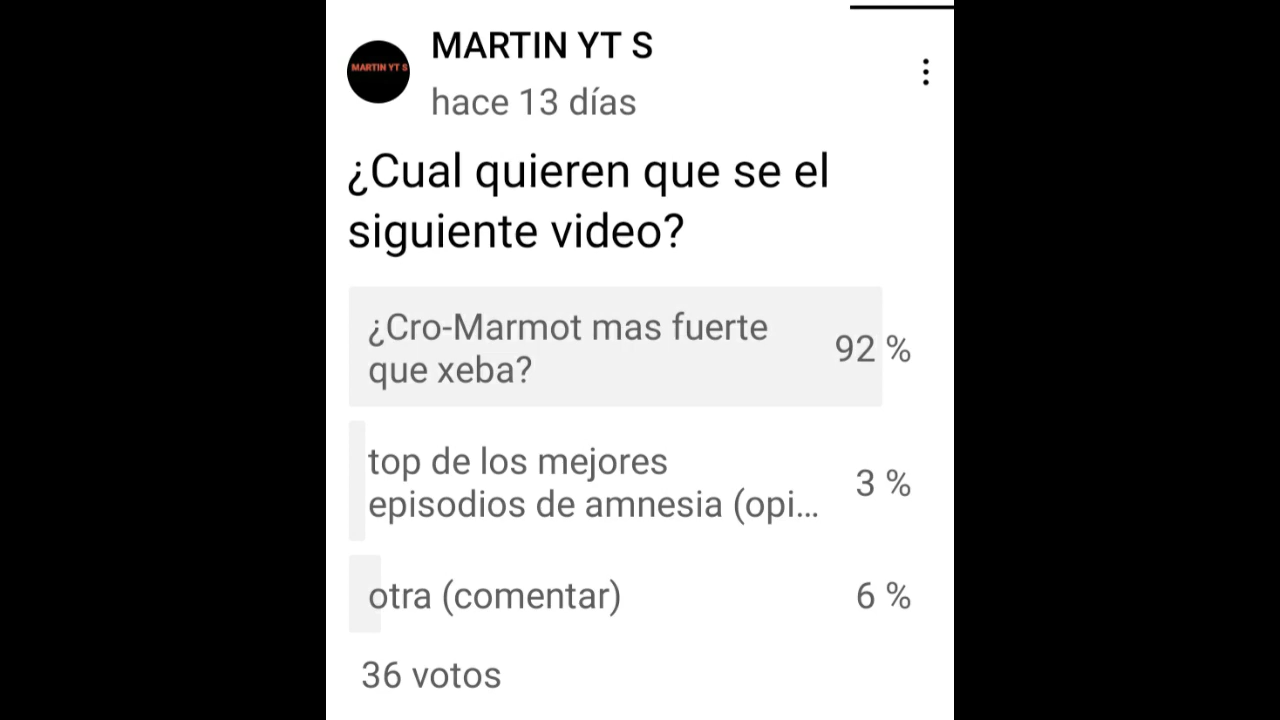 MARTIN YT S
MARTIN YT S
hace 13 días
¿Cual quieren que se el
siguiente video?
¿Cro-Marmot mas fuerte
que xeba?
92 %
top de los mejores
episodios de amnesia (opi...
3 %
otra (comentar)
6 %
36 votos